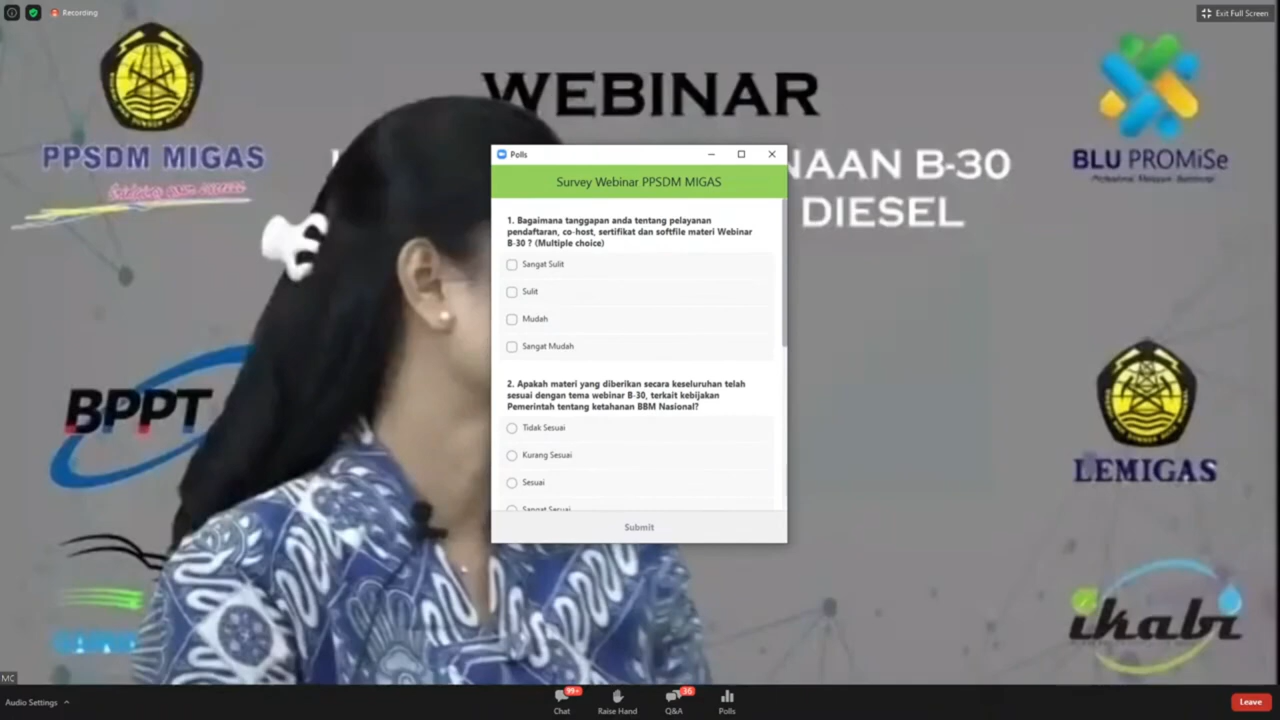 Recording
Exit Full Screen
WEBINAR
PPSDM MIGAS
BLU PROMiSe
NAAN B-30
DIESEL
Polls
Survey Webinar PPSDM MIGAS
1. Bagaimana tanggapan anda tentang pelayanan
pendaftaran, co-host, sertifikat dan softfile materi Webinar
B-30 ? (Multiple choice)
Sangat Sulit
Sulit
Mudah
Sangat Mudah
2. Apakah materi yang diberikan secara keseluruhan telah
sesuai dengan tema webinar B-30, terkait kebijakan
Pemerintah tentang ketahanan BBM Nasional?
Tidak Sesuai
Kurang Sesuai
Sesuai
Sangat Sesuai
Submit
BPPT
LEMIGAS
ikabi
MC
Audio Settings
99+
Chat
Raise Hand
36
Q&A
Polls
Leave